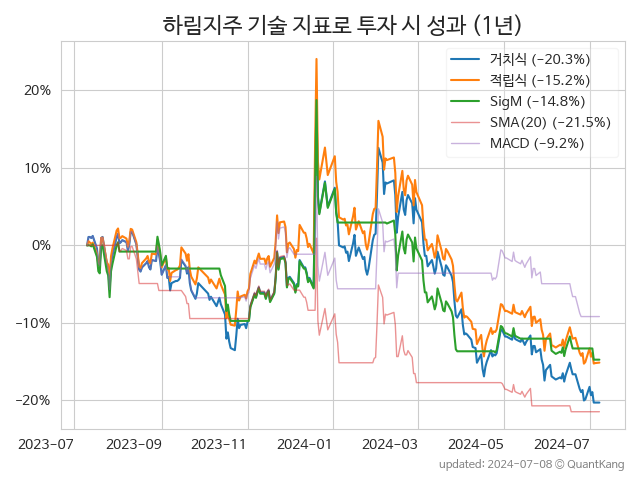 하림지주 기술 지표로 투자 시 성과 (1년)
거치식 (−20.3%)
적립식 (−15.2%)
SigM (−14.8%)
SMA(20) (−21.5%)
MACD (−9.2%)
20%
10%
0%
−10%
−20%
2023-07
2023-09
2023-11
2024-01
2024-03
2024-05
2024-07
updated: 2024-07-08 ⓒ QuantKang